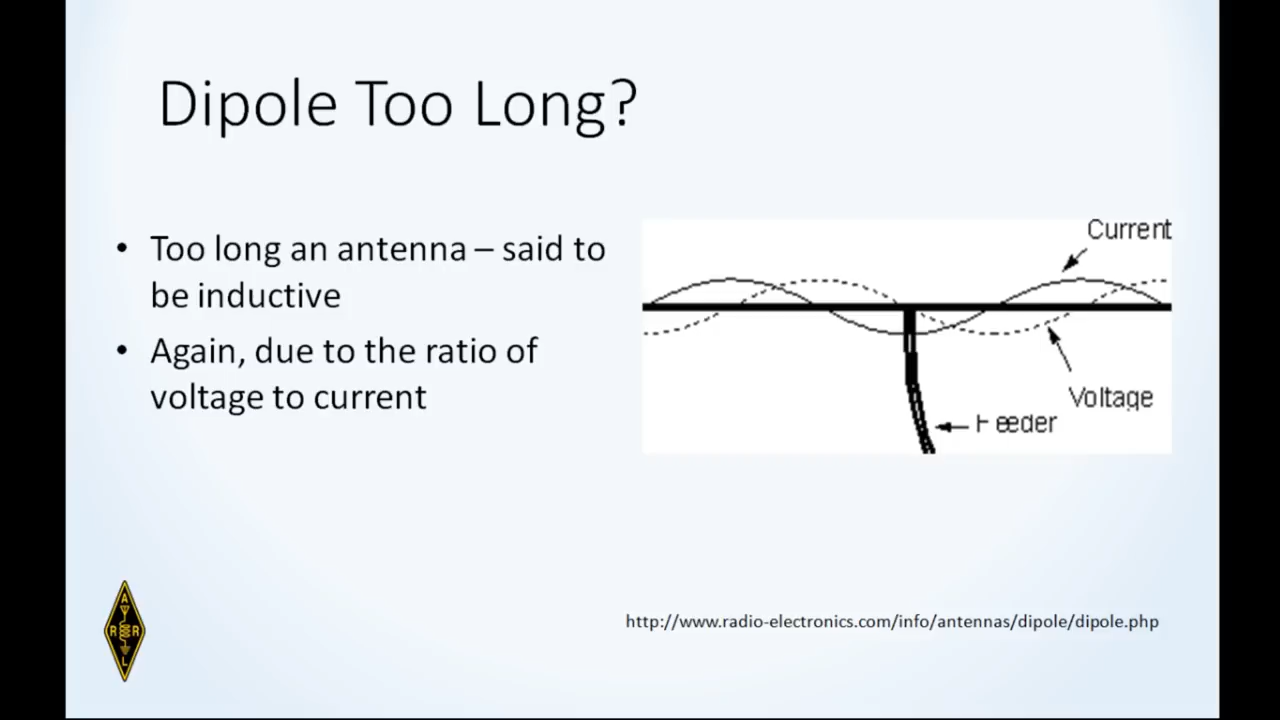 Dipole Too Long?
• Too long an antenna – said to
be inductive
• Again, due to the ratio of
voltage to current
Current
Voltage
Feeder
http://www.radio-electronics.com/info/antennas/dipole/dipole.php
A
R R
L